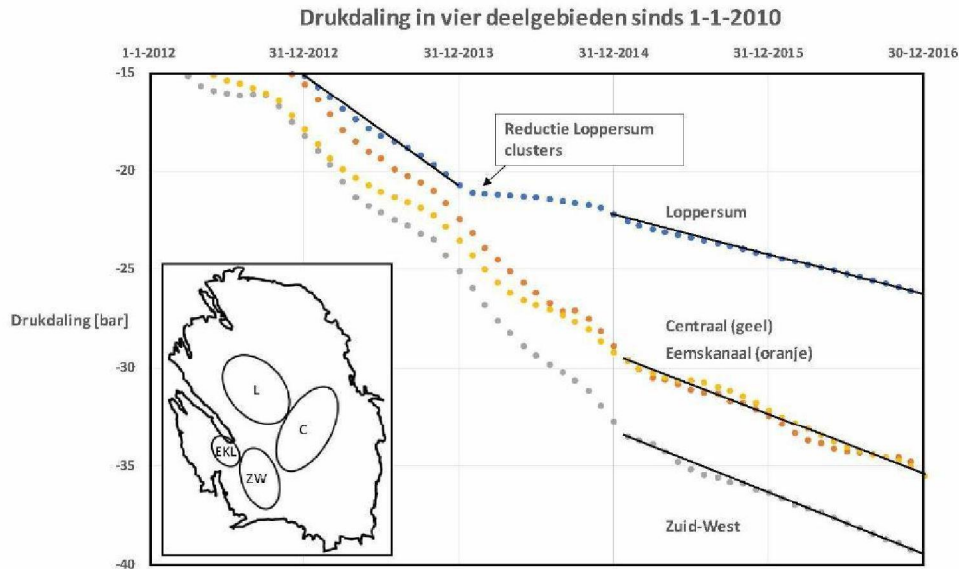 Drukdaling in vier deelgebieden sinds 1-1-2010
1-1-2012 31-12-2012 31-12-2013 31-12-2014 31-12-2015 30-12-2016
-15
Reductie Loppersum
clusters
-20
Loppersum
-25
Drukdaling [bar]
Centraal (geel)
Eemskanaal (oranje)
-30
L
C
EKL
ZW
-35
Zuid-West
-40